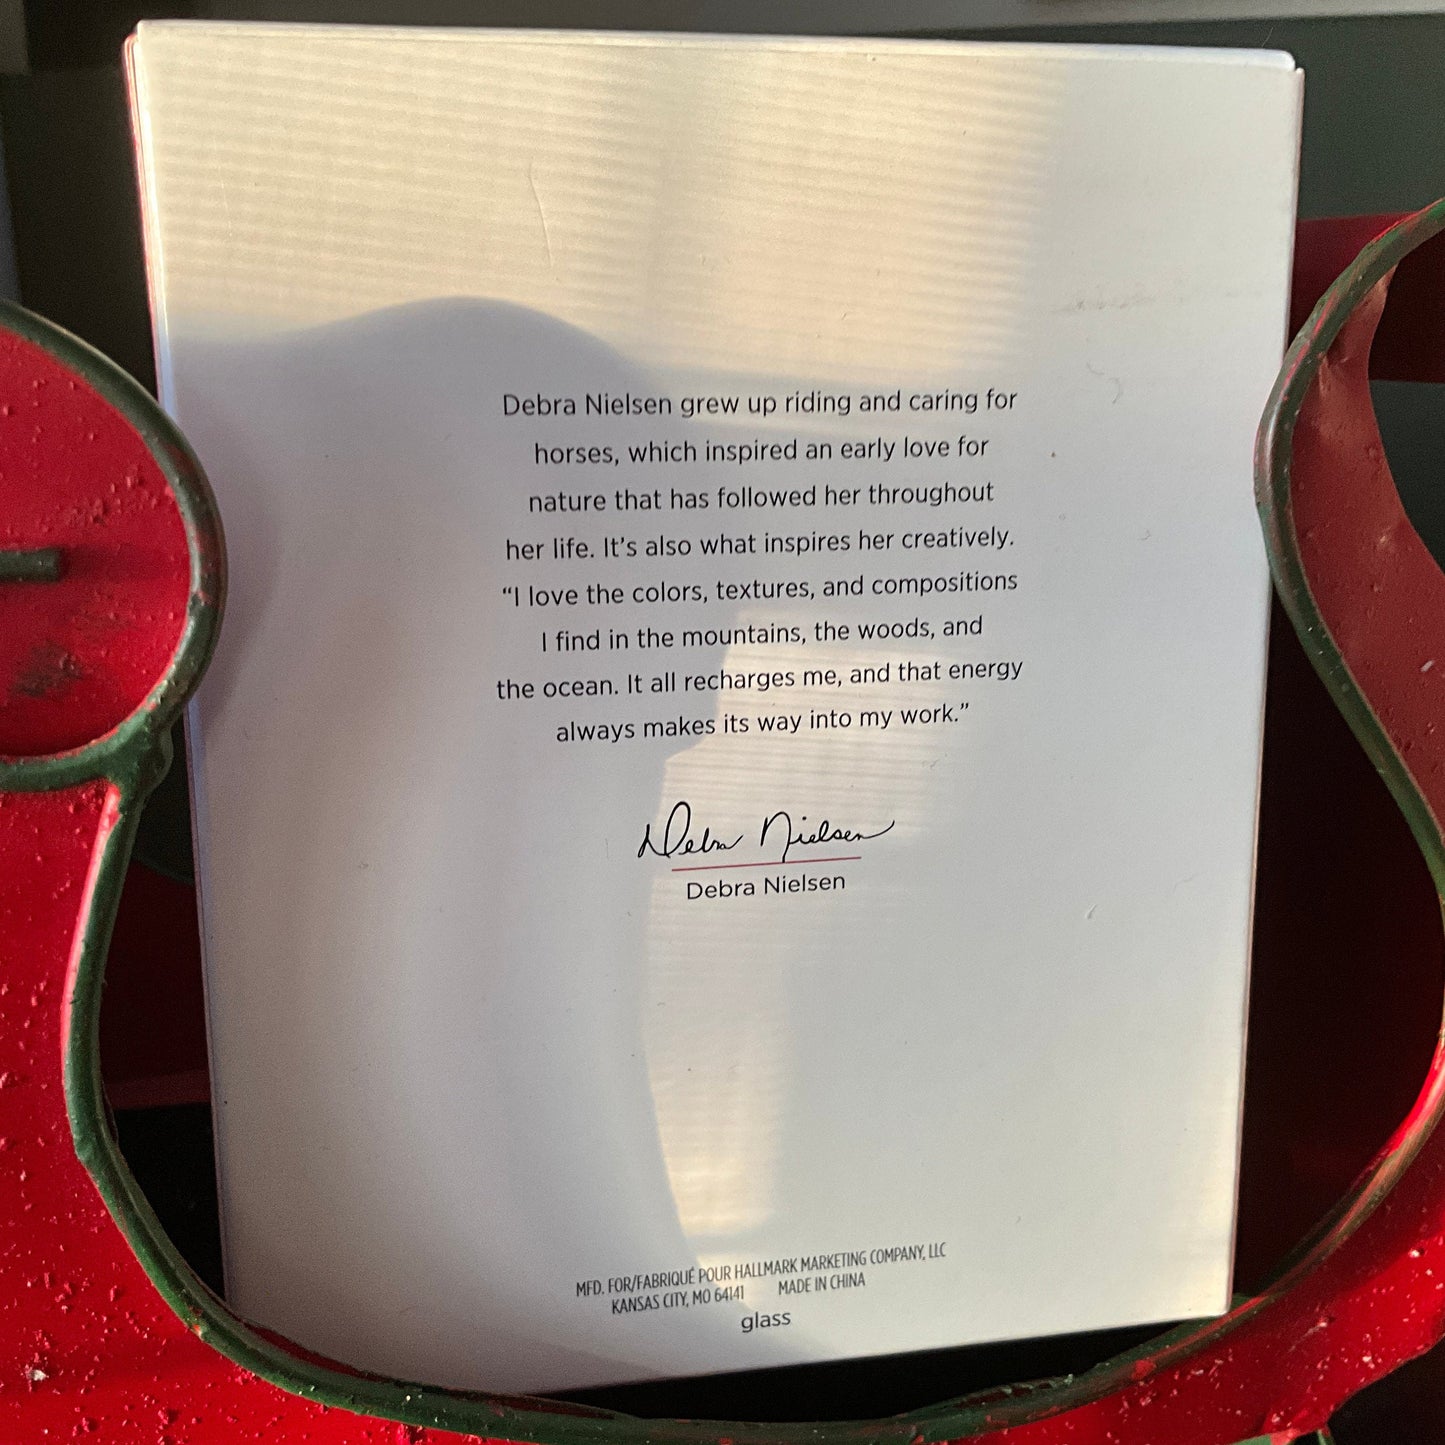 Debra Nielsen grew up riding and caring for
horses, which inspired an early love for
nature that has followed her throughout
her life. It’s also what inspires her creatively.
“I love the colors, textures, and compositions
I find in the mountains, the woods, and
the ocean. It all recharges me, and that energy
always makes its way into my work.”
Debra Nielsen
Debra Nielsen
MFD. FOR/FABRIQUÉ POUR HALLMARK MARKETING COMPANY, LLC
KANSAS CITY, MO 64141 MADE IN CHINA
glass